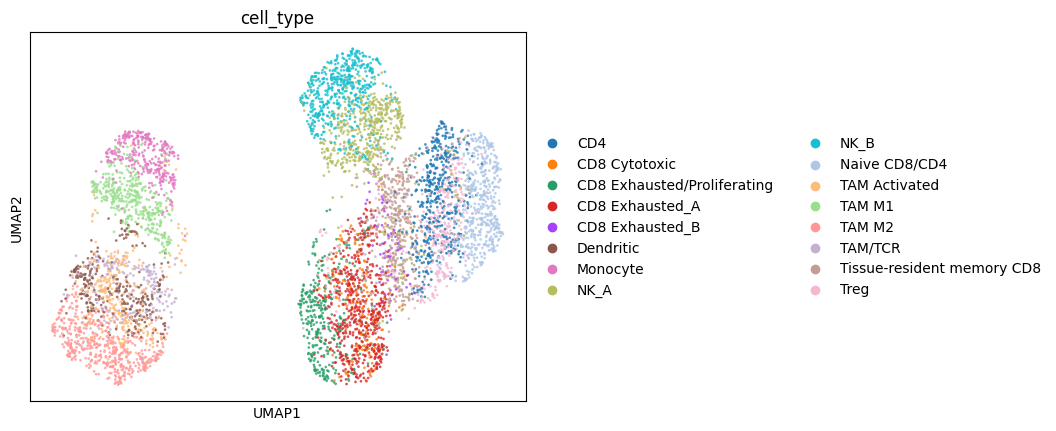 cell_type
UMAP2
UMAP1
CD4
CD8 Cytotoxic
CD8 Exhausted/Proliferating
CD8 Exhausted_A
CD8 Exhausted_B
Dendritic
Monocyte
NK_A
NK_B
Naive CD8/CD4
TAM Activated
TAM M1
TAM M2
TAM/TCR
Tissue-resident memory CD8
Treg